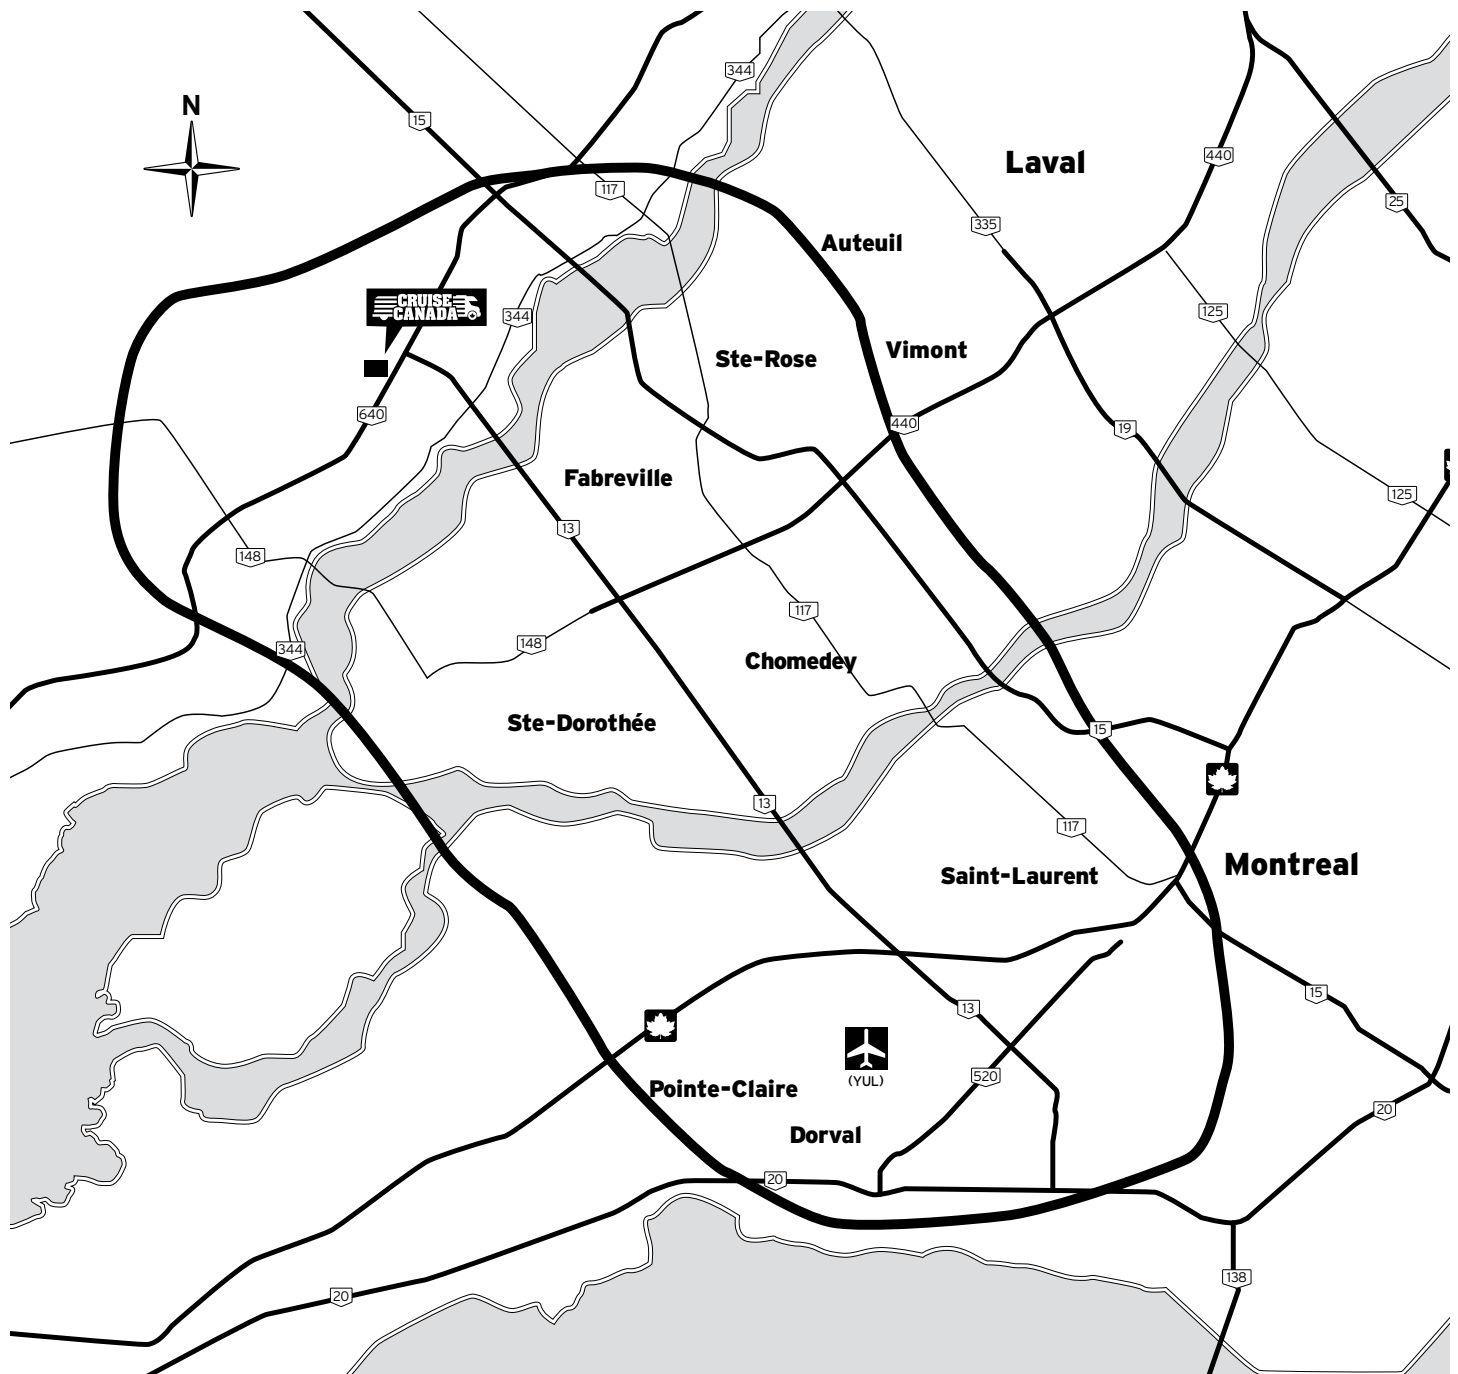 344
N
15
440
Laval
117
25
335
Auteuil
CRUISE
CANADA
344
125
Vimont
Ste-Rose
640
440
19
Fabreville
125
13
148
117
148
344
Chomedey
Ste-Dorothée
15
13
117
Montreal
Saint-Laurent
15
13
520
(YUL)
Pointe-Claire
20
Dorval
20
138
20